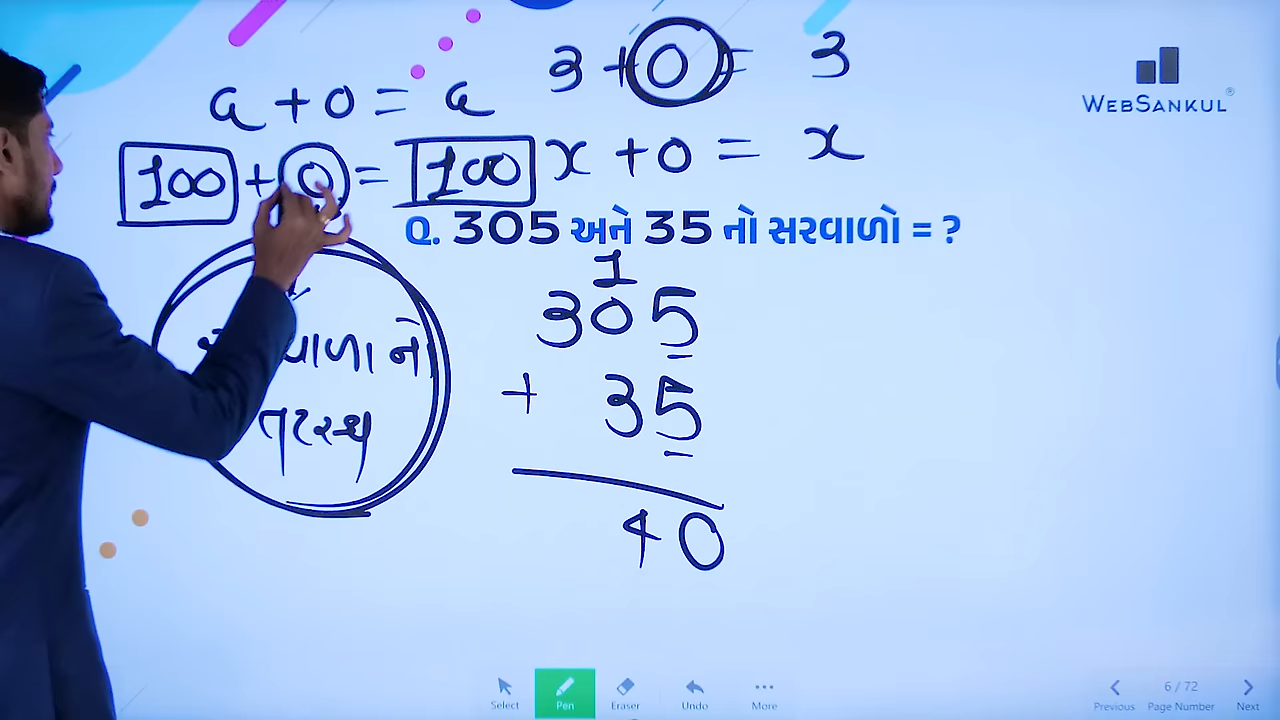 3 + 0 = 3
a + 0 = a
WEBSANKUL®
100 + 0 = 100
x + 0 = x
Q. 305 અને 35 નો સરવાળો = ?
1
305
+ 35
40
તટસ્થ
Select
Pen
Eraser
Undo
More
Previous
6 / 72
Page Number
Next